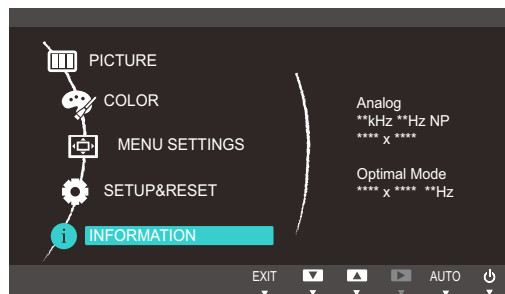 PICTURE
COLOR
MENU SETTINGS
SETUP&RESET
i INFORMATION
Analog
**kHz **Hz NP
**** x ****
Optimal Mode
**** x **** **Hz
EXIT
AUTO